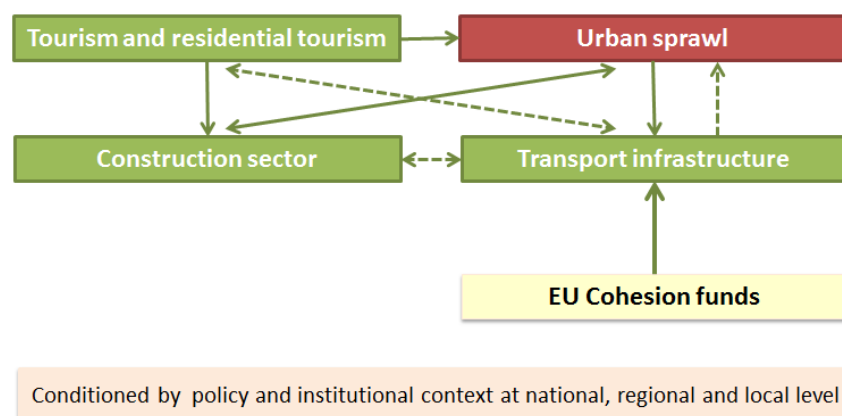 Tourism and residential tourism
Urban sprawl
Construction sector
Transport infrastructure
EU Cohesion funds
Conditioned by policy and institutional context at national, regional and local level